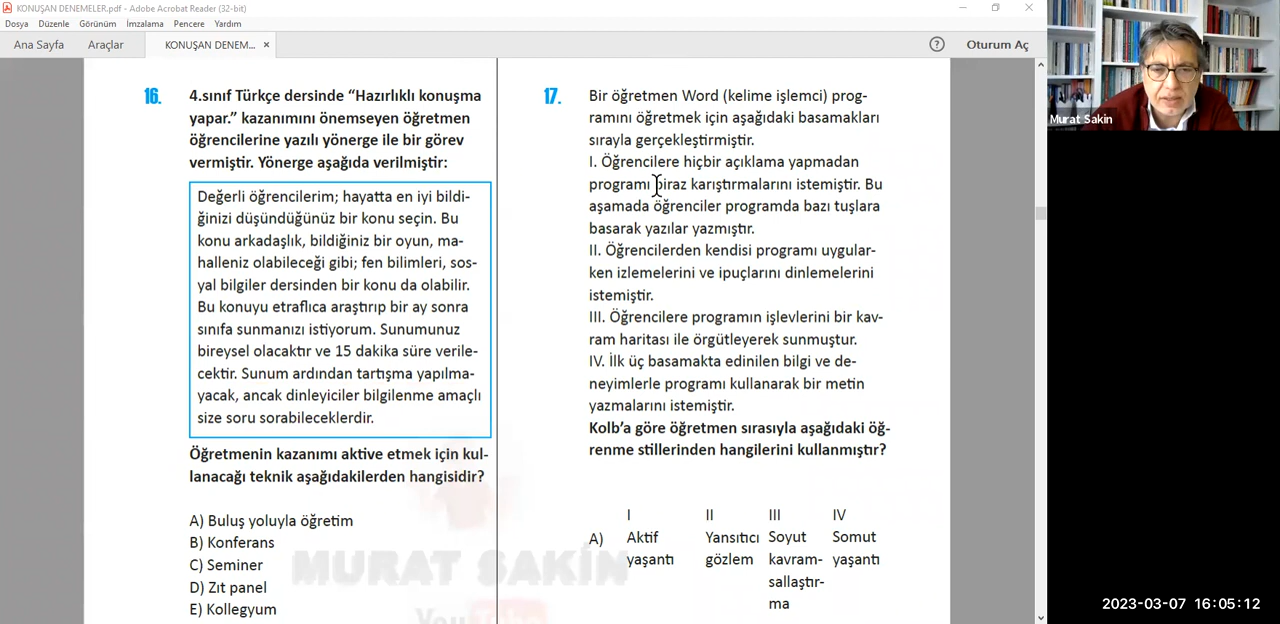 KONUŞAN DENEMELER.pdf - Adobe Acrobat Reader (32-bit)
Dosya Düzenle Görünüm İmzalama Pencere Yardım
Ana Sayfa Araçlar KONUŞAN DENEM... × ? Oturum Aç
16. 4.sınıf Türkçe dersinde “Hazırlıklı konuşma
yapar.” kazanımını önemseyen öğretmen
öğrencilerine yazılı yönerge ile bir görev
vermiştir. Yönerge aşağıda verilmiştir:
Değerli öğrencilerim; hayatta en iyi bildi-
ğinizi düşündüğünüz bir konu seçin. Bu
konu arkadaşlık, bildiğiniz bir oyun, ma-
halleniz olabileceği gibi; fen bilimleri, sos-
yal bilgiler dersinden bir konu da olabilir.
Bu konuyu etraflıca araştırıp bir ay sonra
sınıfa sunmanızı istiyorum. Sunumunuz
bireysel olacaktır ve 15 dakika süre verile-
cektir. Sunum ardından tartışma yapılma-
yacak, ancak dinleyiciler bilgilenme amaçlı
size soru sorabileceklerdir.
Öğretmenin kazanımı aktive etmek için kul-
lanacağı teknik aşağıdakilerden hangisidir?
A) Buluş yoluyla öğretim
B) Konferans
C) Seminer
D) Zıt panel
E) Kollegyum
17. Bir öğretmen Word (kelime işlemci) prog-
ramını öğretmek için aşağıdaki basamakları
sırayla gerçekleştirmiştir.
I. Öğrencilere hiçbir açıklama yapmadan
programı biraz karıştırmalarını istemiştir. Bu
aşamada öğrenciler programda bazı tuşlara
basarak yazılar yazmıştır.
II. Öğrencilerden kendisi programı uygular-
ken izlemelerini ve ipuçlarını dinlemelerini
istemiştir.
III. Öğrencilere programın işlevlerini bir kav-
ram haritası ile örgütleyerek sunmuştur.
IV. İlk üç basamakta edinilen bilgi ve de-
neyimlerle programı kullanarak bir metin
yazmalarını istemiştir.
Kolb’a göre öğretmen sırasıyla aşağıdaki öğ-
renme stillerinden hangilerini kullanmıştır?
I II III IV
A) Aktif Yansıtıcı Soyut Somut
yaşantı gözlem kavram- yaşantı
sallaştır-
ma
MURAT SAKİN
YouTube
Murat Sakin
2023-03-07 16:05:12